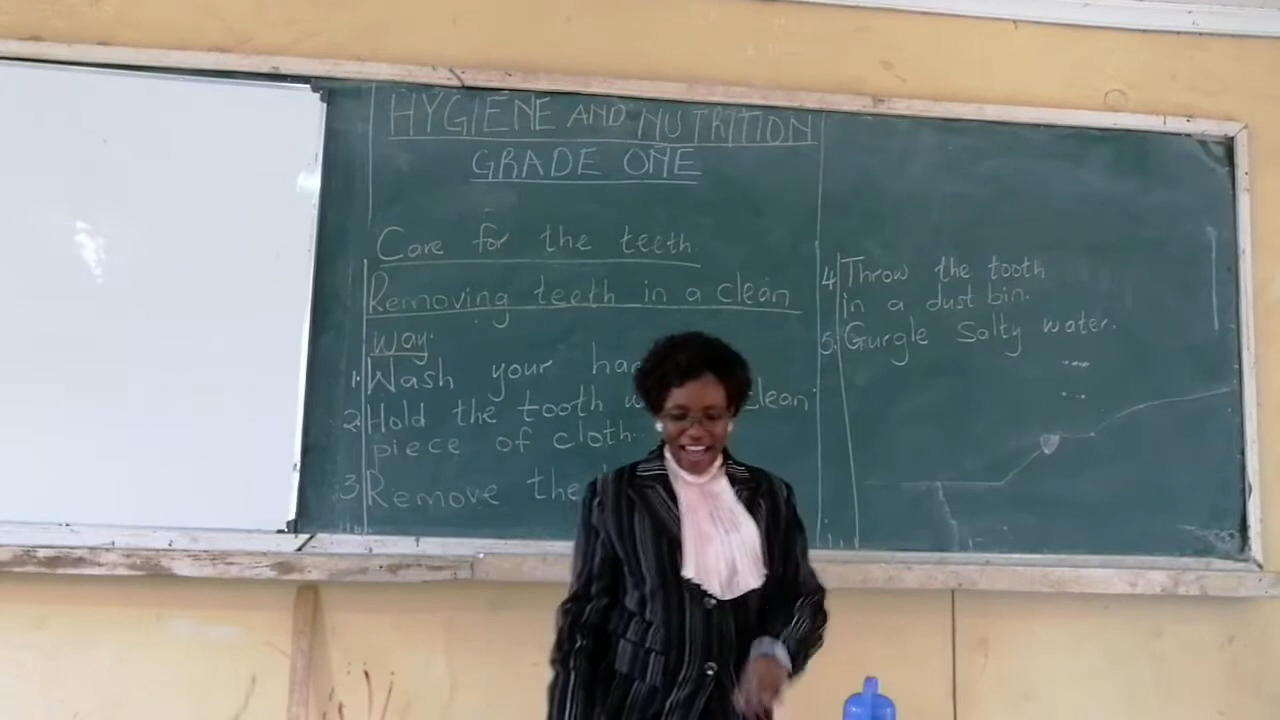 HYGIENE AND NUTRITION
GRADE ONE
Care for the teeth.
Removing teeth in a clean
way.
1. Wash your
2. Hold the tooth clean
piece of cloth.
3 Remove the
4 Throw the tooth
in a dust bin.
5. Gurgle Salty water.